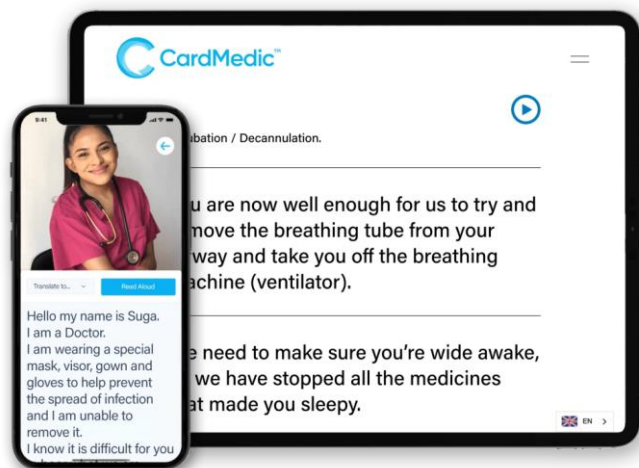 CardMedic™
ubation / Decannulation.
u are now well enough for us to try and
move the breathing tube from your
way and take you off the breathing
achine (ventilator).
e need to make sure you're wide awake,
we have stopped all the medicines
at made you sleepy.
EN
9:41
Translate to...
Read Aloud
Hello my name is Suga.
I am a Doctor.
I am wearing a special
mask, visor, gown and
gloves to help prevent
the spread of infection
and I am unable to
remove it.
I know it is difficult for you